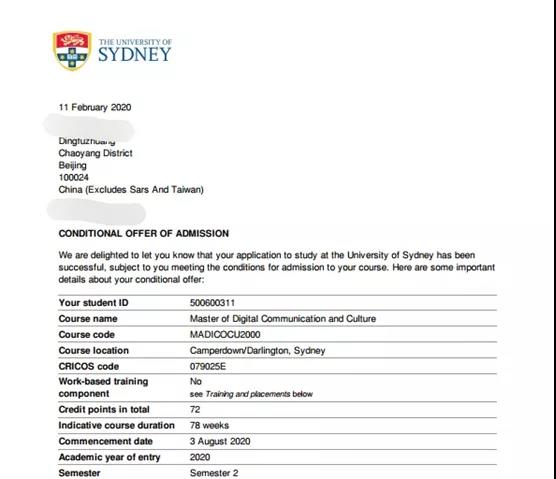 THE UNIVERSITY OF
SYDNEY
11 February 2020
Dingfuzhuang
Chaoyang District
Beijing
100024
China (Excludes Sars And Taiwan)
CONDITIONAL OFFER OF ADMISSION
We are delighted to let you know that your application to study at the University of Sydney has been
successful, subject to you meeting the conditions for admission to your course. Here are some important
details about your conditional offer:
Your student ID 500600311
Course name Master of Digital Communication and Culture
Course code MADICOCU2000
Course location Camperdown/Darlington, Sydney
CRICOS code 079025E
Work-based training No
component see Training and placements below
Credit points in total 72
Indicative course duration 78 weeks
Commencement date 3 August 2020
Academic year of entry 2020
Semester Semester 2